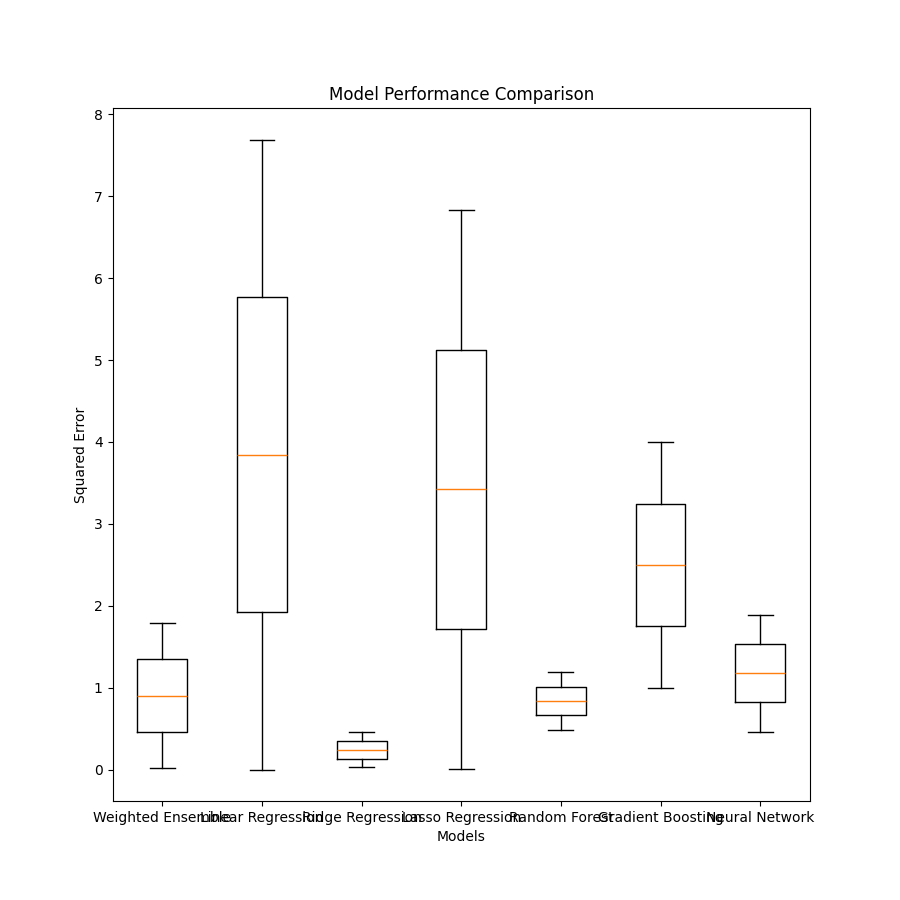 Model Performance Comparison
8
7
6
5
4
3
2
1
0
Squared Error
Weighted Ensemble Linear Regression Ridge Regression Lasso Regression Random Forest Gradient Boosting Neural Network
Models